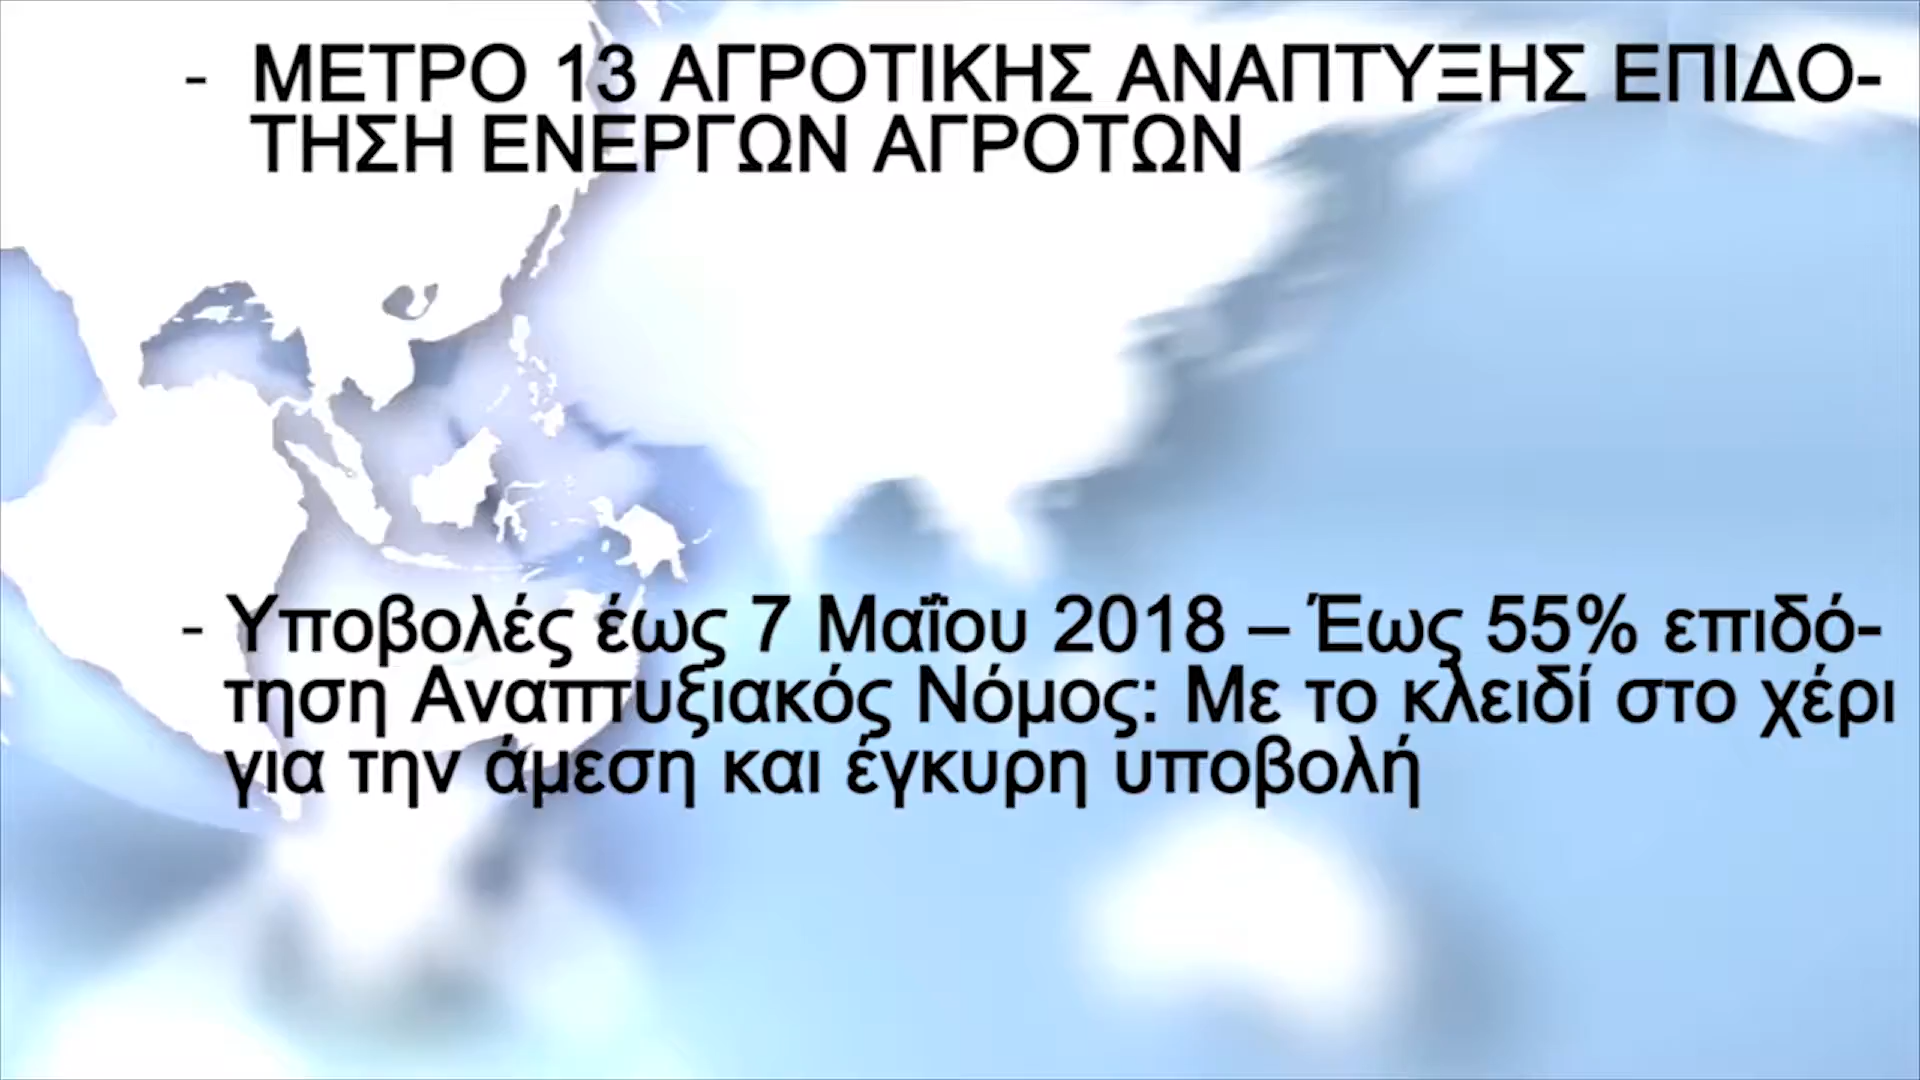 - ΜΕΤΡΟ 13 ΑΓΡΟΤΙΚΗΣ ΑΝΑΠΤΥΞΗΣ ΕΠΙΔΟ-
ΤΗΣΗ ΕΝΕΡΓΩΝ ΑΓΡΟΤΩΝ
- Υποβολές έως 7 Μαΐου 2018 – Έως 55% επιδό-
τηση Αναπτυξιακός Νόμος: Με το κλειδί στο χέρι
για την άμεση και έγκυρη υποβολή